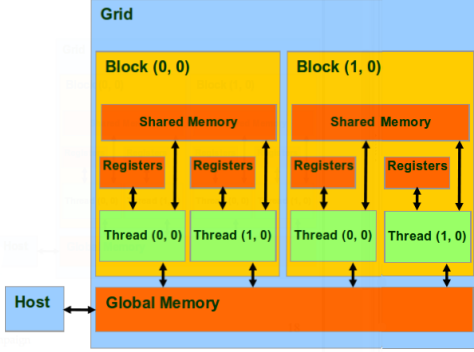 Grid
Block (0, 0)
Block (1, 0)
Shared Memory
Shared Memory
Registers
Registers
Registers
Registers
Thread (0, 0)
Thread (1, 0)
Thread (0, 0)
Thread (1, 0)
Host
Global Memory